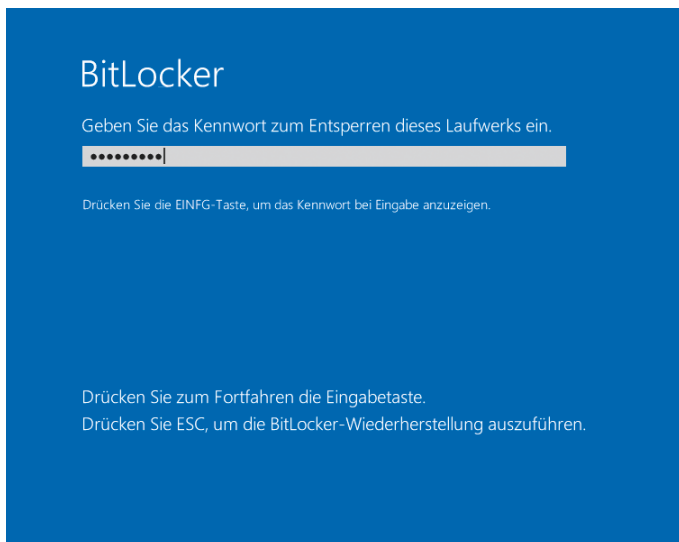 BitLocker
Geben Sie das Kennwort zum Entsperren dieses Laufwerks ein.
•••••••••
Drücken Sie die EINFG-Taste, um das Kennwort bei Eingabe anzuzeigen.
Drücken Sie zum Fortfahren die Eingabetaste.
Drücken Sie ESC, um die BitLocker-Wiederherstellung auszuführen.